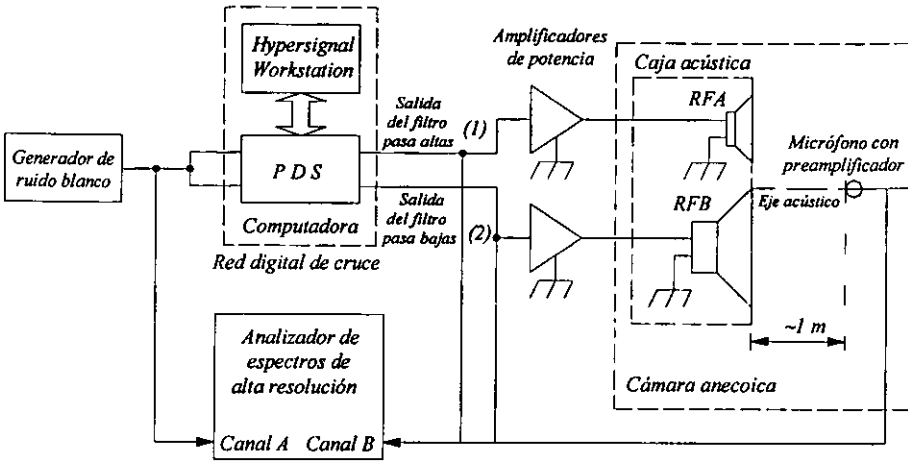 Hypersignal
Workstation
Amplificadores
de potencia
Caja acústica
RFA
Salida
del filtro
pasa altas
(1)
Generador de
ruido blanco
P D S
Micrófono con
preamplificador
Computadora
Salida
del filtro
pasa bajas
(2)
RFB
Eje acústico
Red digital de cruce
~1 m
Analizador de
espectros de
alta resolución
Cámara anecoica
Canal A
Canal B